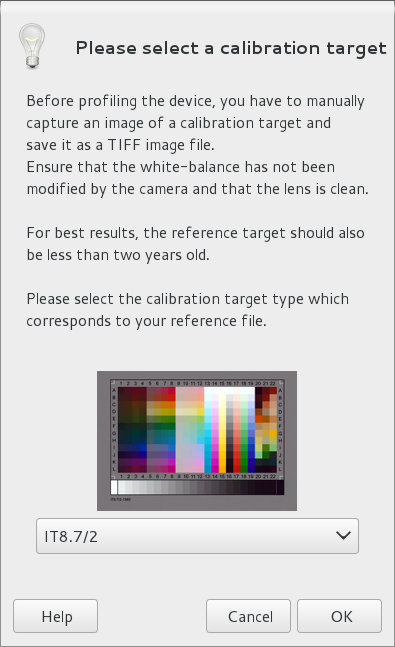 Please select a calibration target
Before profiling the device, you have to manually
capture an image of a calibration target and
save it as a TIFF image file.
Ensure that the white-balance has not been
modified by the camera and that the lens is clean.
For best results, the reference target should also
be less than two years old.
Please select the calibration target type which
corresponds to your reference file.
1 2 3 4 5 6 7 8 9 10 11 12 13 14 15 16 17 18 19 20 21 22
A
B
C
D
E
F
G
H
I
J
K
L
IT8.7/2
Help
Cancel
OK